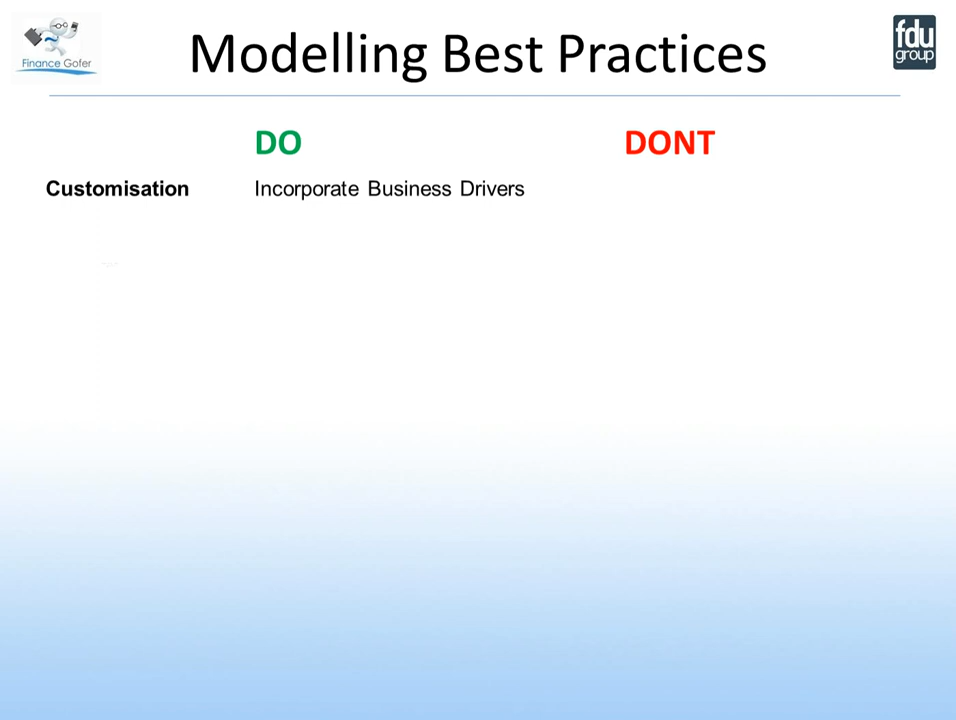 Finance Gofer
Modelling Best Practices
fdu
group
DO
DONT
Customisation
Incorporate Business Drivers